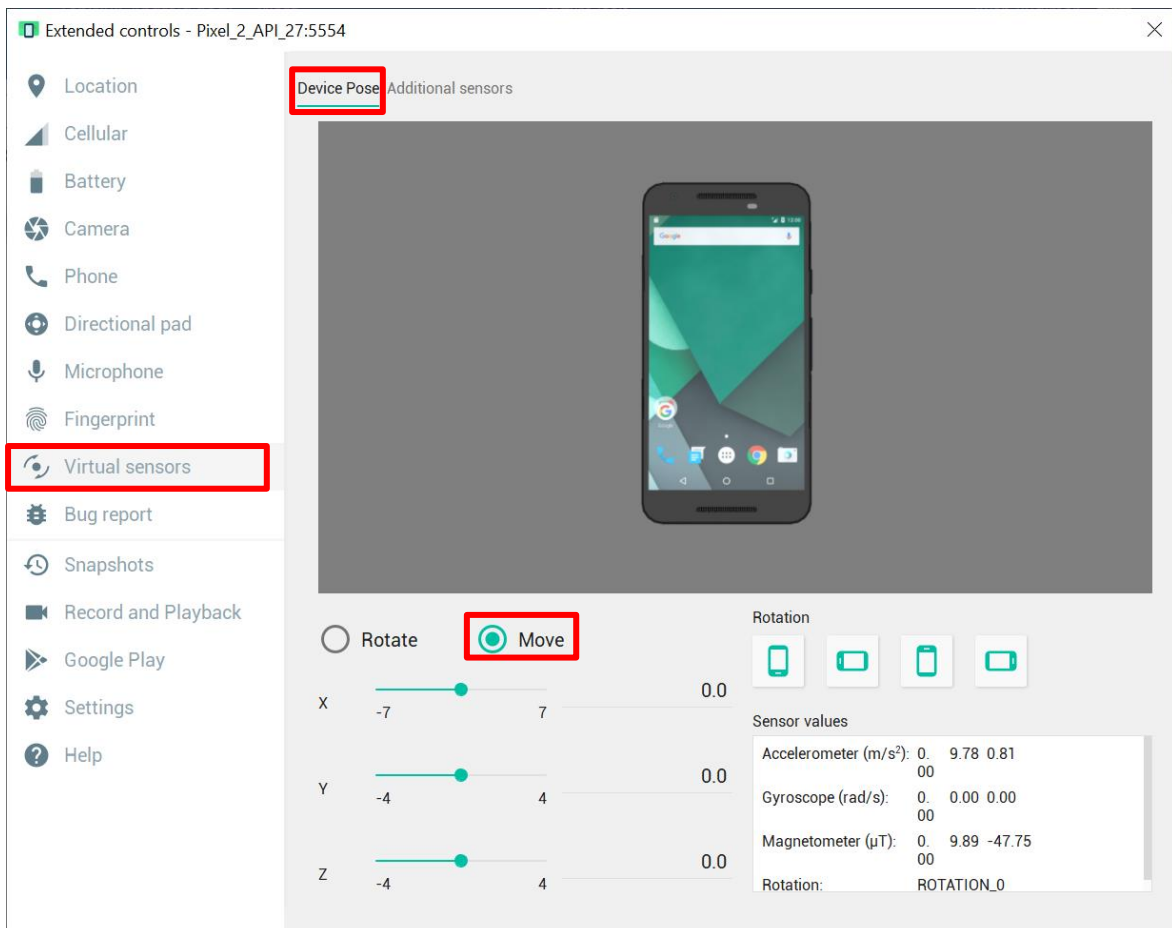 Extended controls - Pixel_2_API_27:5554
Location
Cellular
Battery
Camera
Phone
Directional pad
Microphone
Fingerprint
Virtual sensors
Bug report
Snapshots
Record and Playback
Google Play
Settings
Help
Device Pose Additional sensors
Google
Rotate Move
X -7 7 0.0
Y -4 4 0.0
Z -4 4 0.0
Rotation
Sensor values
Accelerometer (m/s²): 0. 9.78 0.81
00
Gyroscope (rad/s): 0. 0.00 0.00
00
Magnetometer (μT): 0. 9.89 -47.75
00
Rotation: ROTATION_0